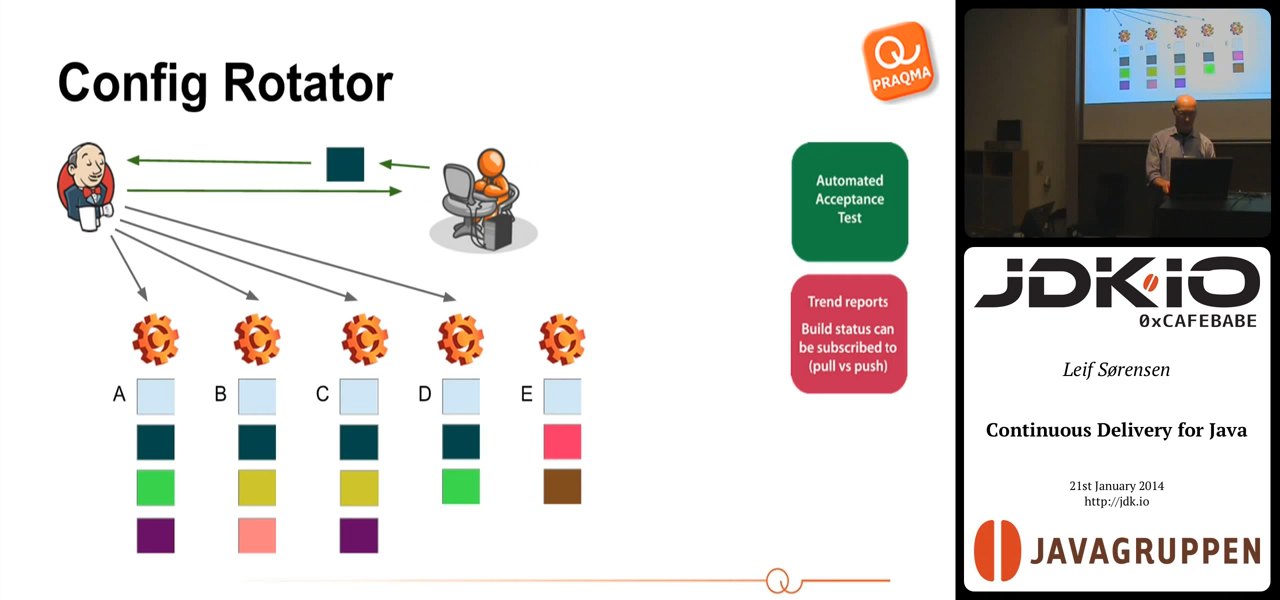 Config Rotator
PRAQMA
Automated
Acceptance
Test
Trend reports
Build status can
be subscribed to
(pull vs push)
A
B
C
D
E
JDK.IO
0xCAFEBABE
Leif Sørensen
Continuous Delivery for Java
21st January 2014
http://jdk.io
JAVAGRUPPEN